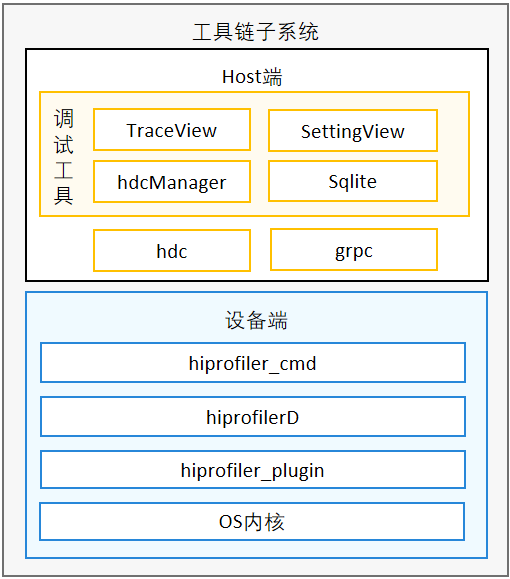 工具链子系统
Host端
调试工具
TraceView
SettingView
hdcManager
Sqlite
hdc
grpc
设备端
hiprofiler_cmd
hiprofilerD
hiprofiler_plugin
OS内核